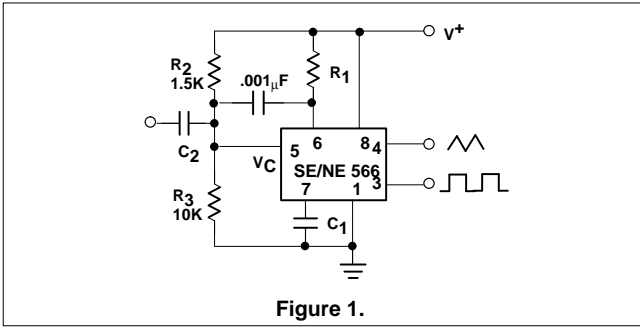 V+
R2
1.5K
.001µF
R1
C2
VC
5
6
8
4
SE/NE 566
3
7
1
R3
10K
C1
Figure 1.